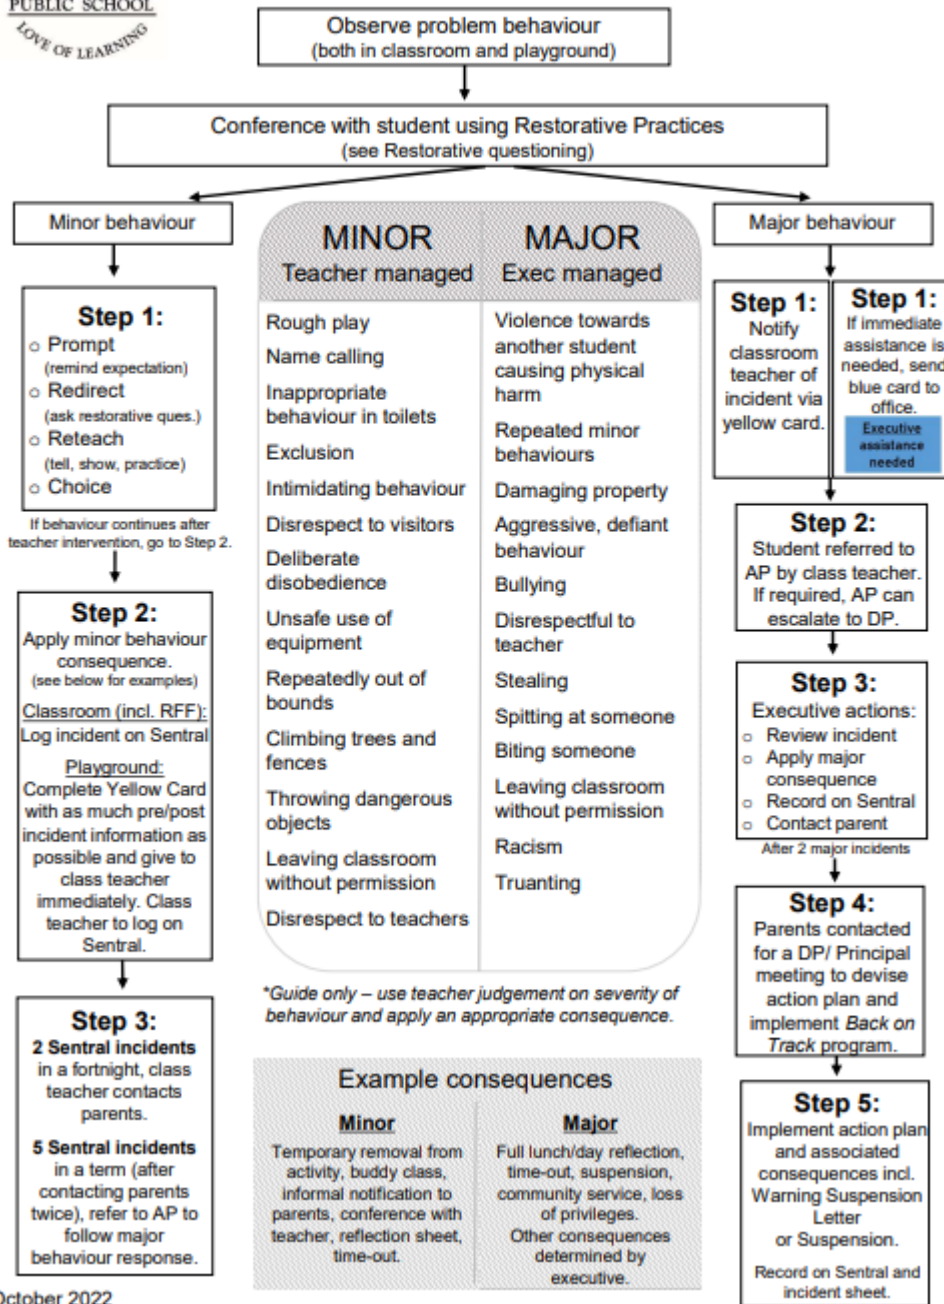 PUBLIC SCHOOL
LOVE OF LEARNING
Observe problem behaviour
(both in classroom and playground)
Conference with student using Restorative Practices
(see Restorative questioning)
Minor behaviour
Step 1:
o Prompt
(remind expectation)
o Redirect
(ask restorative ques.)
o Reteach
(tell, show, practice)
o Choice
If behaviour continues after
teacher intervention, go to Step 2.
Step 2:
Apply minor behaviour
consequence.
(see below for examples)
Classroom (incl. RFF):
Log incident on Sentral
Playground:
Complete Yellow Card
with as much pre/post
incident information as
possible and give to
class teacher
immediately. Class
teacher to log on
Sentral.
Step 3:
2 Sentral incidents
in a fortnight, class
teacher contacts
parents.
5 Sentral incidents
in a term (after
contacting parents
twice), refer to AP to
follow major
behaviour response.
MINOR
Teacher managed
Rough play
Name calling
Inappropriate
behaviour in toilets
Exclusion
Intimidating behaviour
Disrespect to visitors
Deliberate
disobedience
Unsafe use of
equipment
Repeatedly out of
bounds
Climbing trees and
fences
Throwing dangerous
objects
Leaving classroom
without permission
Disrespect to teachers
MAJOR
Exec managed
Violence towards
another student
causing physical
harm
Repeated minor
behaviours
Damaging property
Aggressive, defiant
behaviour
Bullying
Disrespectful to
teacher
Stealing
Spitting at someone
Biting someone
Leaving classroom
without permission
Racism
Truanting
*Guide only – use teacher judgement on severity of
behaviour and apply an appropriate consequence.
Example consequences
Minor
Temporary removal from
activity, buddy class,
informal notification to
parents, conference with
teacher, reflection sheet,
time-out.
Major
Full lunch/day reflection,
time-out, suspension,
community service, loss
of privileges.
Other consequences
determined by
executive.
Major behaviour
Step 1:
Notify
classroom
teacher of
incident via
yellow card.
Step 1:
If immediate
assistance is
needed, send
blue card to
office.
Executive
assistance
needed
Step 2:
Student referred to
AP by class teacher.
If required, AP can
escalate to DP.
Step 3:
Executive actions:
o Review incident
o Apply major
consequence
o Record on Sentral
o Contact parent
After 2 major incidents
Step 4:
Parents contacted
for a DP/ Principal
meeting to devise
action plan and
implement Back on
Track program.
Step 5:
Implement action plan
and associated
consequences incl.
Warning Suspension
Letter
or Suspension.
Record on Sentral and
incident sheet.
October 2022